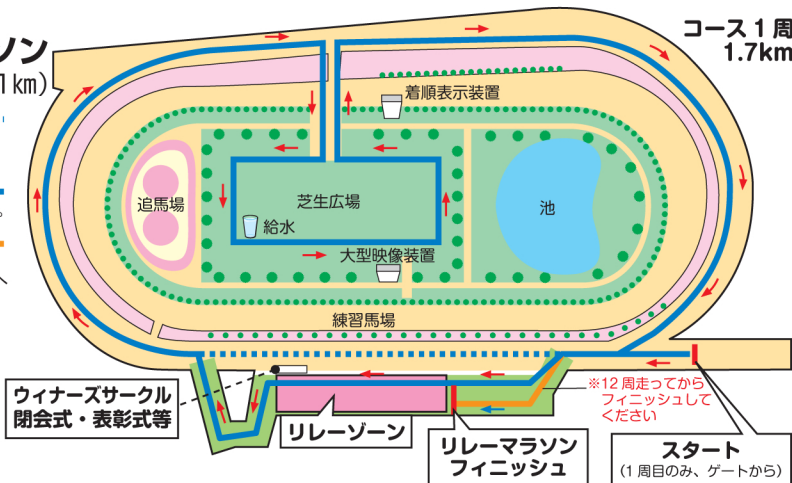 ソン
1km)
コース1周
1.7km
着順表示装置
追馬場
芝生広場
池
給水
大型映像装置
練習馬場
ウィナーズサークル
閉会式・表彰式等
リレーゾーン
リレーマラソン
フィニッシュ
※12周走ってから
フィニッシュして
ください
スタート
(1周目のみ、ゲートから)